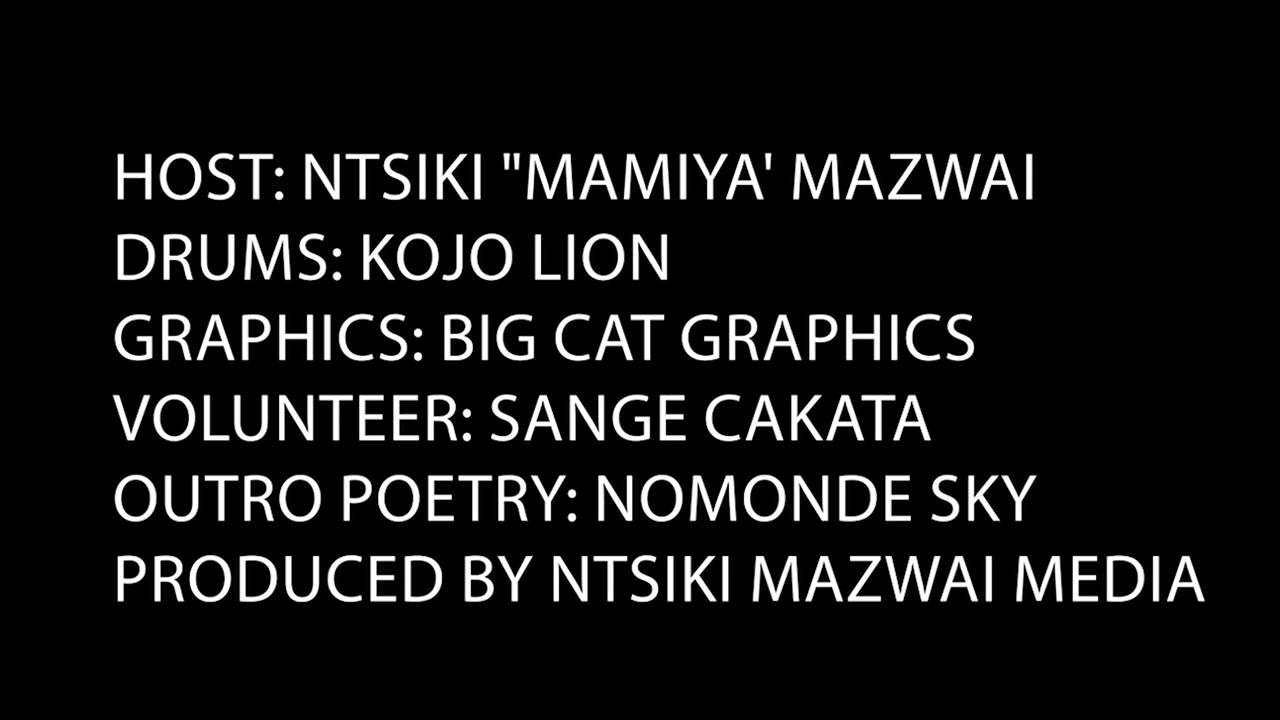 HOST: NTSIKI "MAMIYA' MAZWAI
DRUMS: KOJO LION
GRAPHICS: BIG CAT GRAPHICS
VOLUNTEER: SANGE CAKATA
OUTRO POETRY: NOMONDE SKY
PRODUCED BY NTSIKI MAZWAI MEDIA